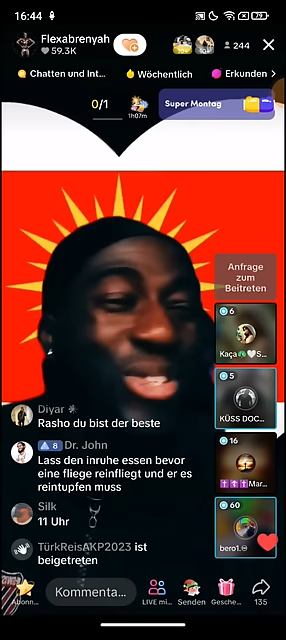 16:44
79
Flexabrenyah
59.3K
244
Chatten und Int...
Wöchentlich
Erkunden
0/1
1h07m
Super Montag
Anfrage
zum
Beitreten
6
Kaça
S...
5
KÜSS DOC...
16
Mar...
60
bero1.
Diyar
Rasho du bist der beste
8 Dr. John
Lass den inruhe essen bevor
eine fliege reinfliegt und er es
reintupfen muss
Silk
11 Uhr
TürkReisAKP2023 ist
beigetreten
Abonn...
Kommenta...
LIVE mi...
Senden
Gesche...
135